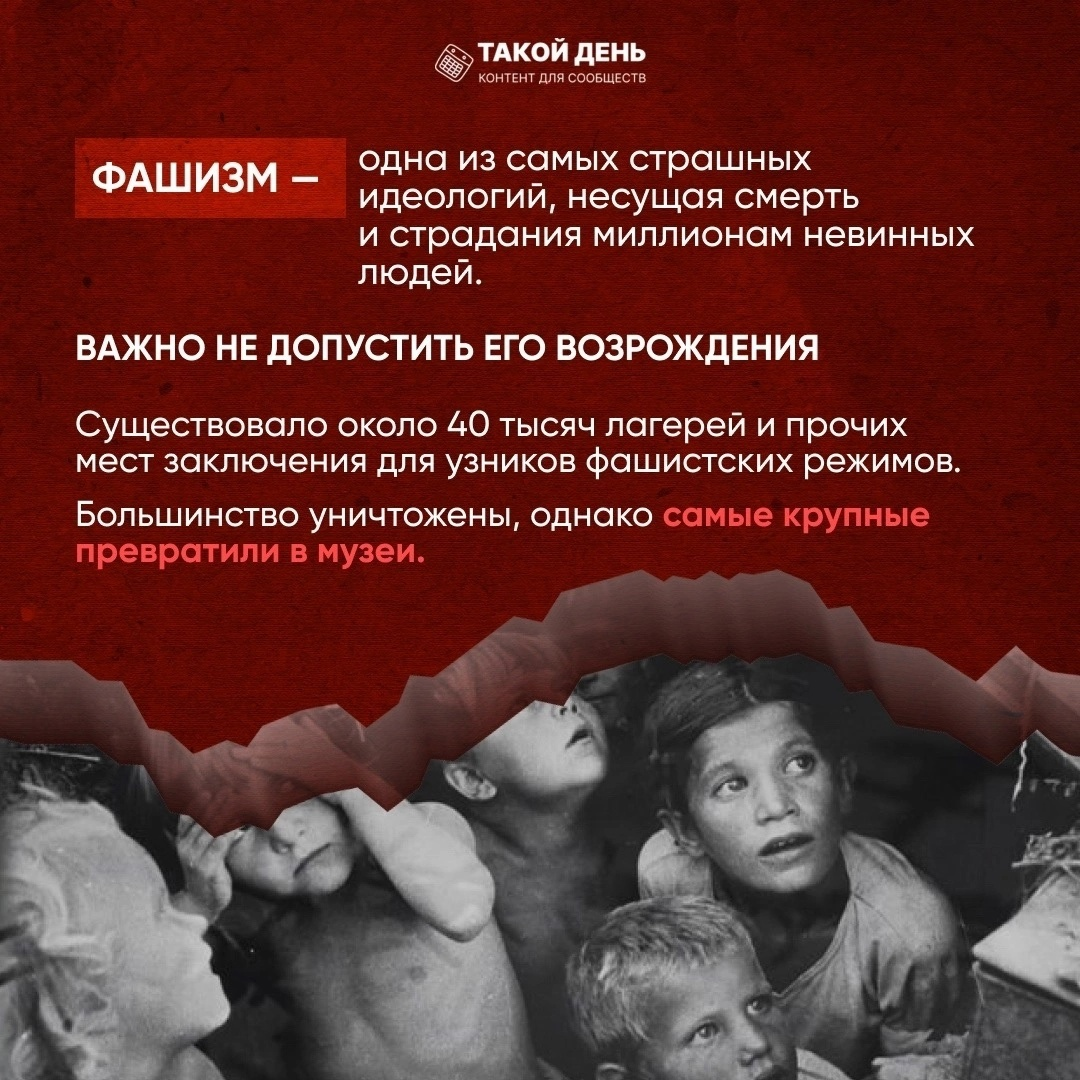 ТАКОЙ ДЕНЬ
КОНТЕНТ ДЛЯ СООБЩЕСТВ
ФАШИЗМ —
одна из самых страшных
идеологий, несущая смерть
и страдания миллионам невинных
людей.
ВАЖНО НЕ ДОПУСТИТЬ ЕГО ВОЗРОЖДЕНИЯ
Существовало около 40 тысяч лагерей и прочих
мест заключения для узников фашистских режимов.
Большинство уничтожены, однако самые крупные
превратили в музеи.